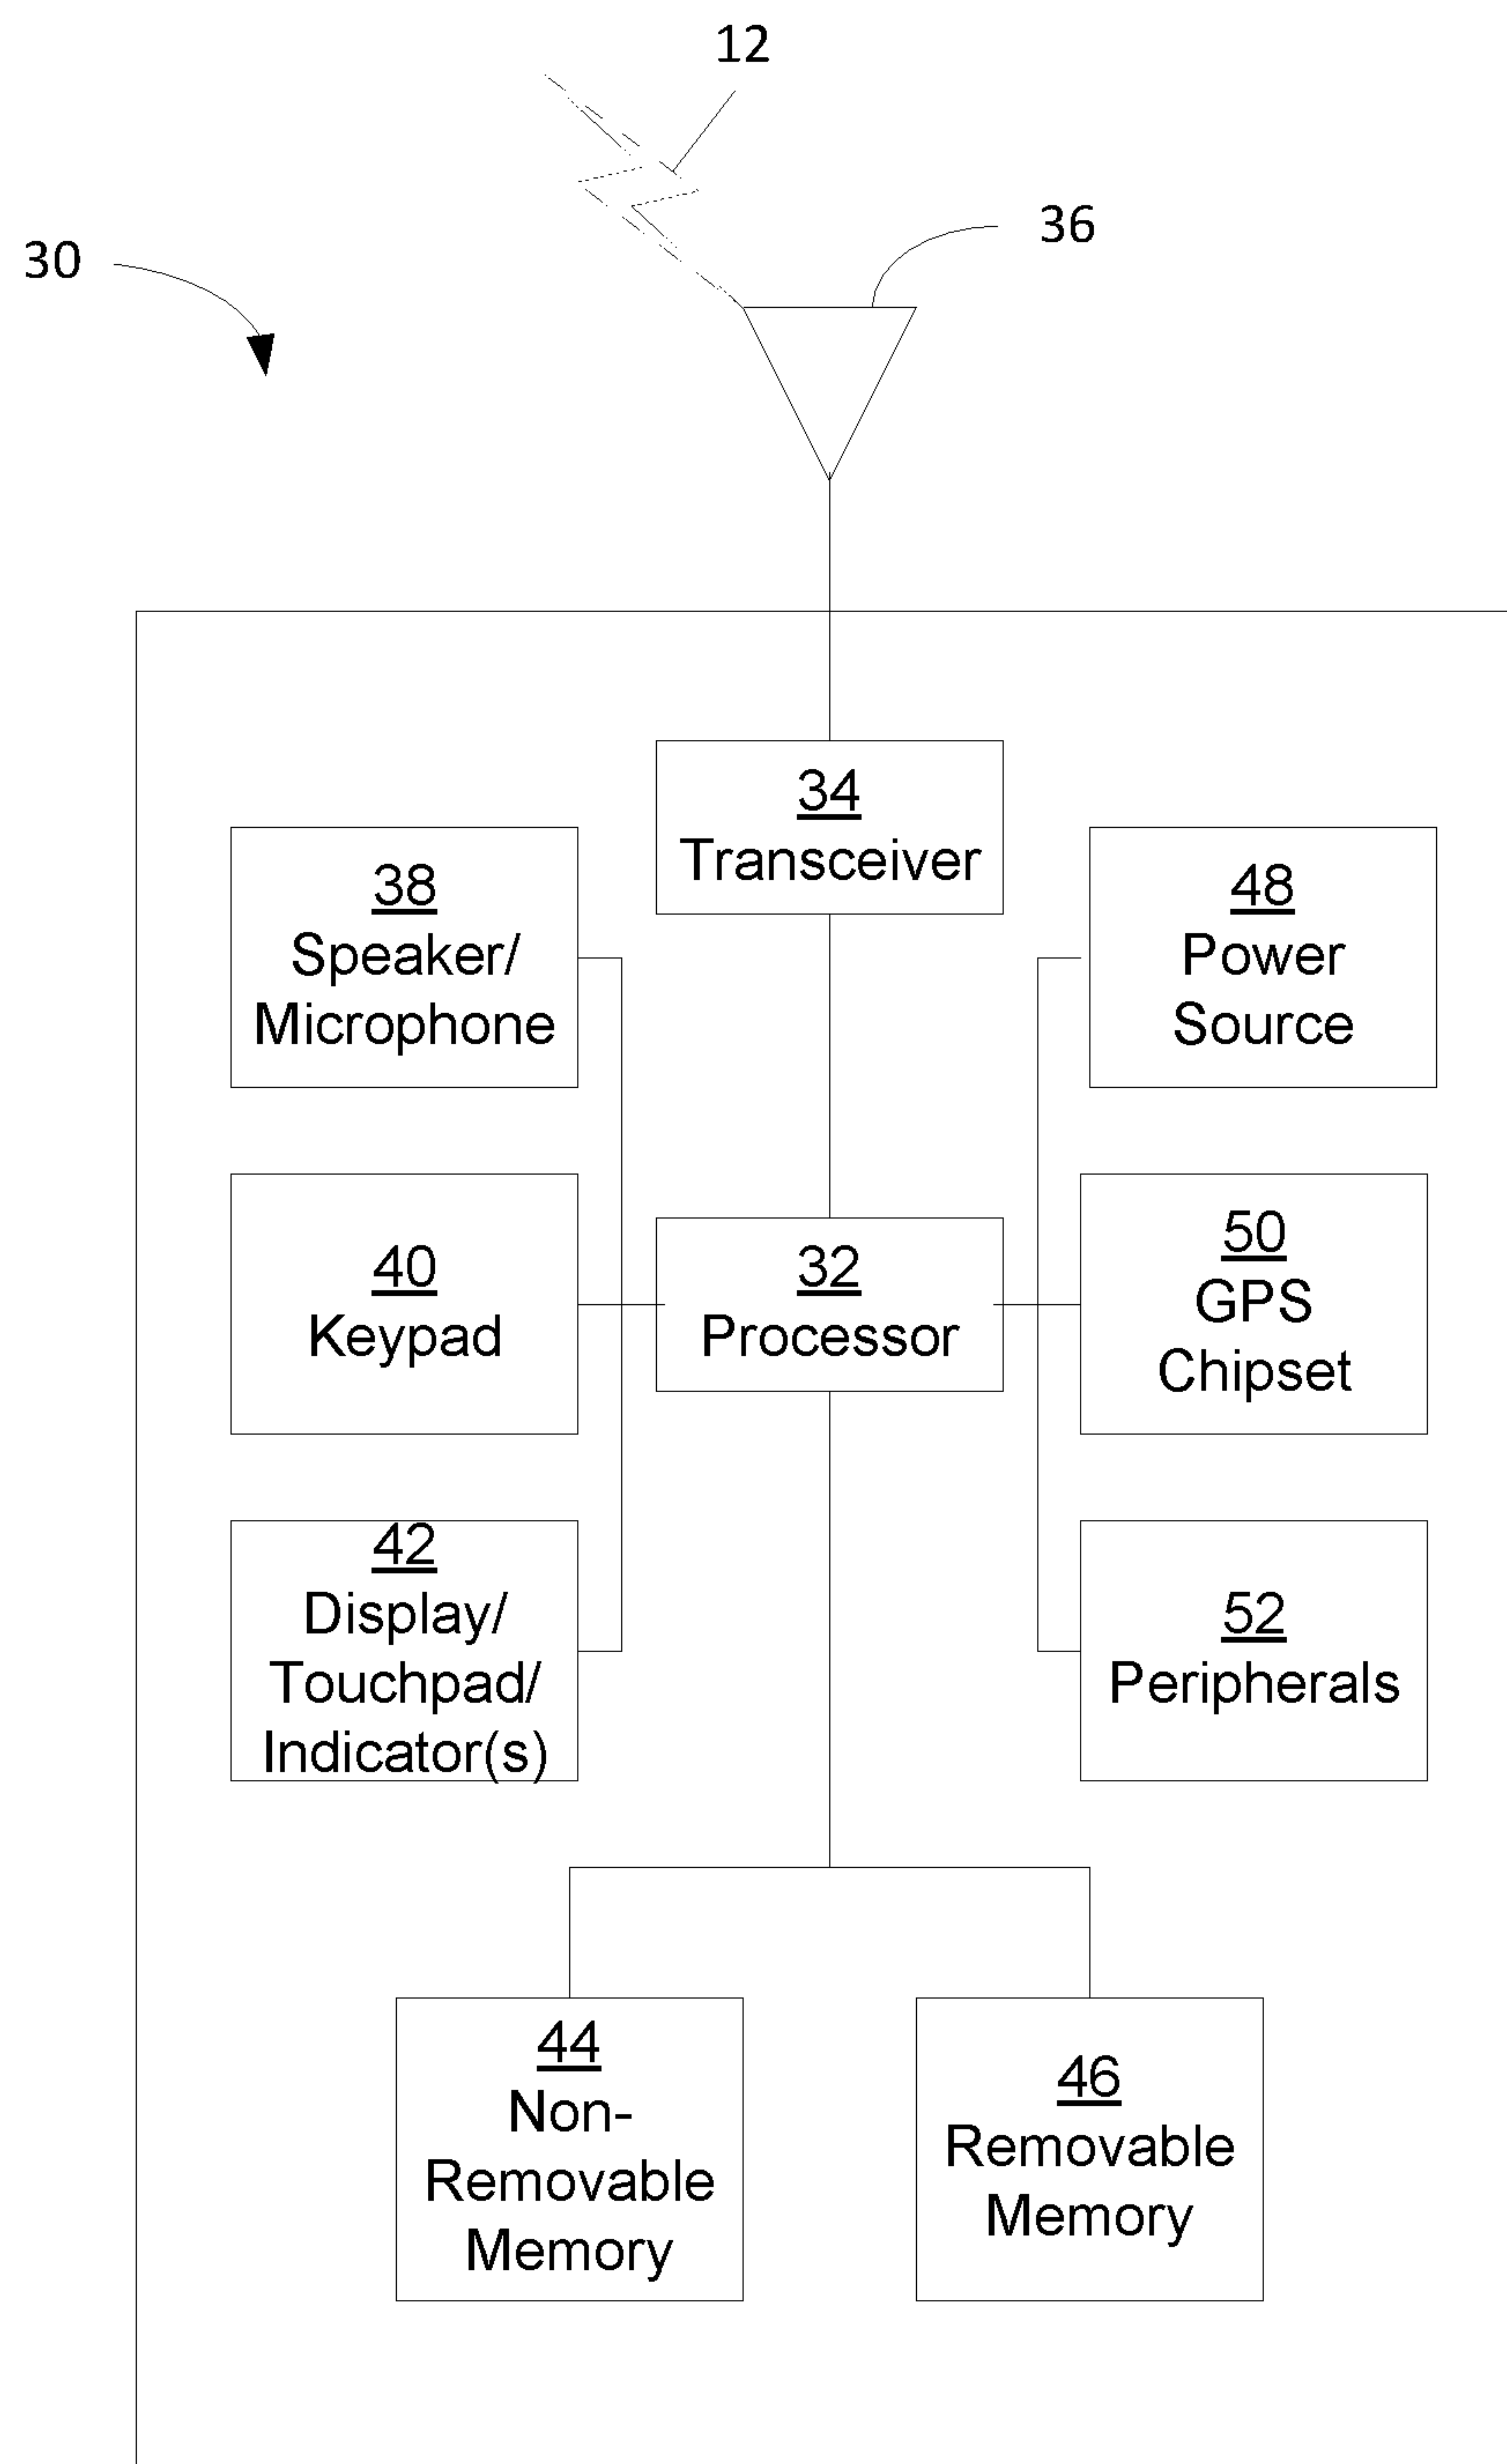 12
36
30
34
Transceiver
38
Speaker/
Microphone
48
Power
Source
40
Keypad
32
Processor
50
GPS
Chipset
42
Display/
Touchpad/
Indicator(s)
52
Peripherals
44
Non-
Removable
Memory
46
Removable
Memory